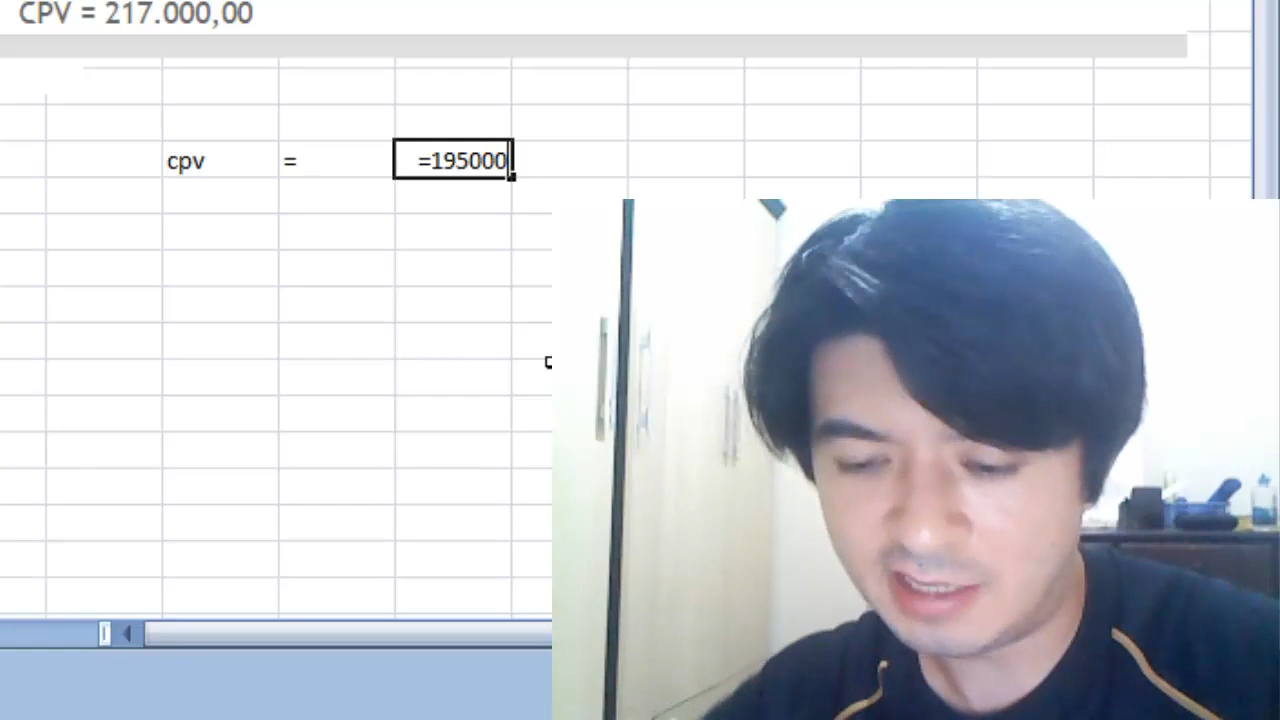 CPV = 217.000,00
cpv = =195000